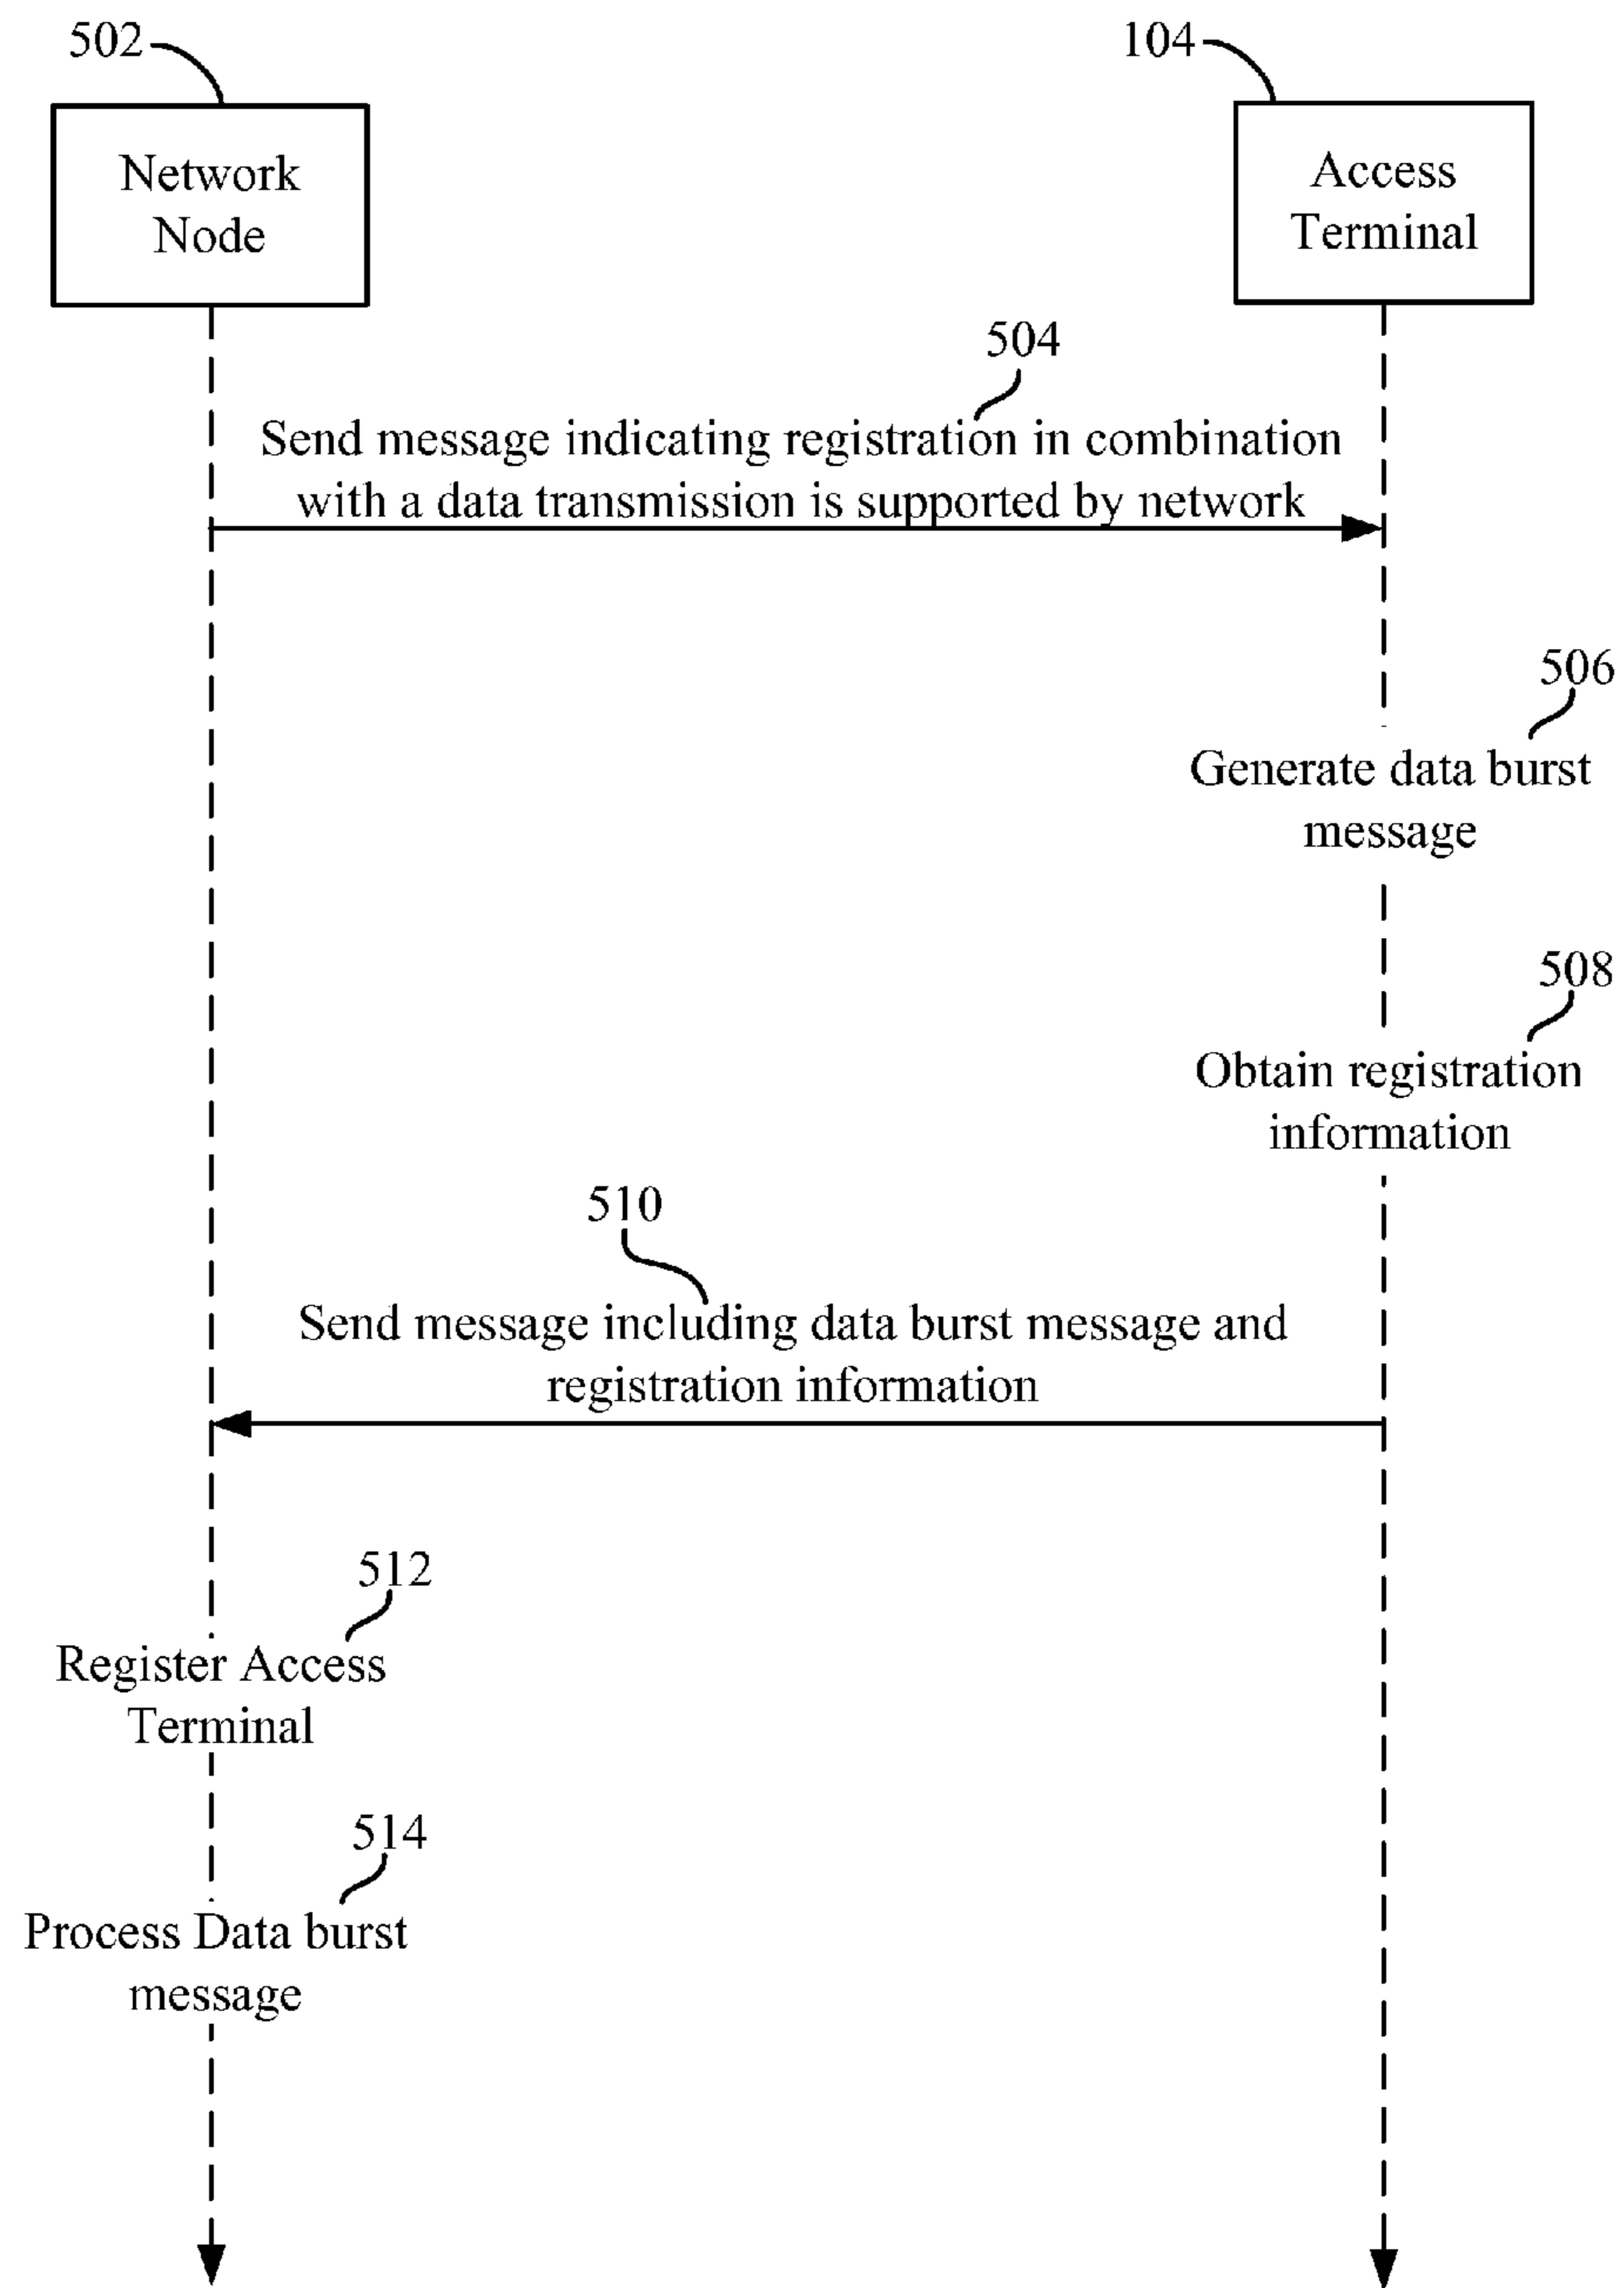 502
104
Network
Node
Access
Terminal
504
Send message indicating registration in combination
with a data transmission is supported by network
506
Generate data burst
message
508
Obtain registration
information
510
Send message including data burst message and
registration information
512
Register Access
Terminal
514
Process Data burst
message